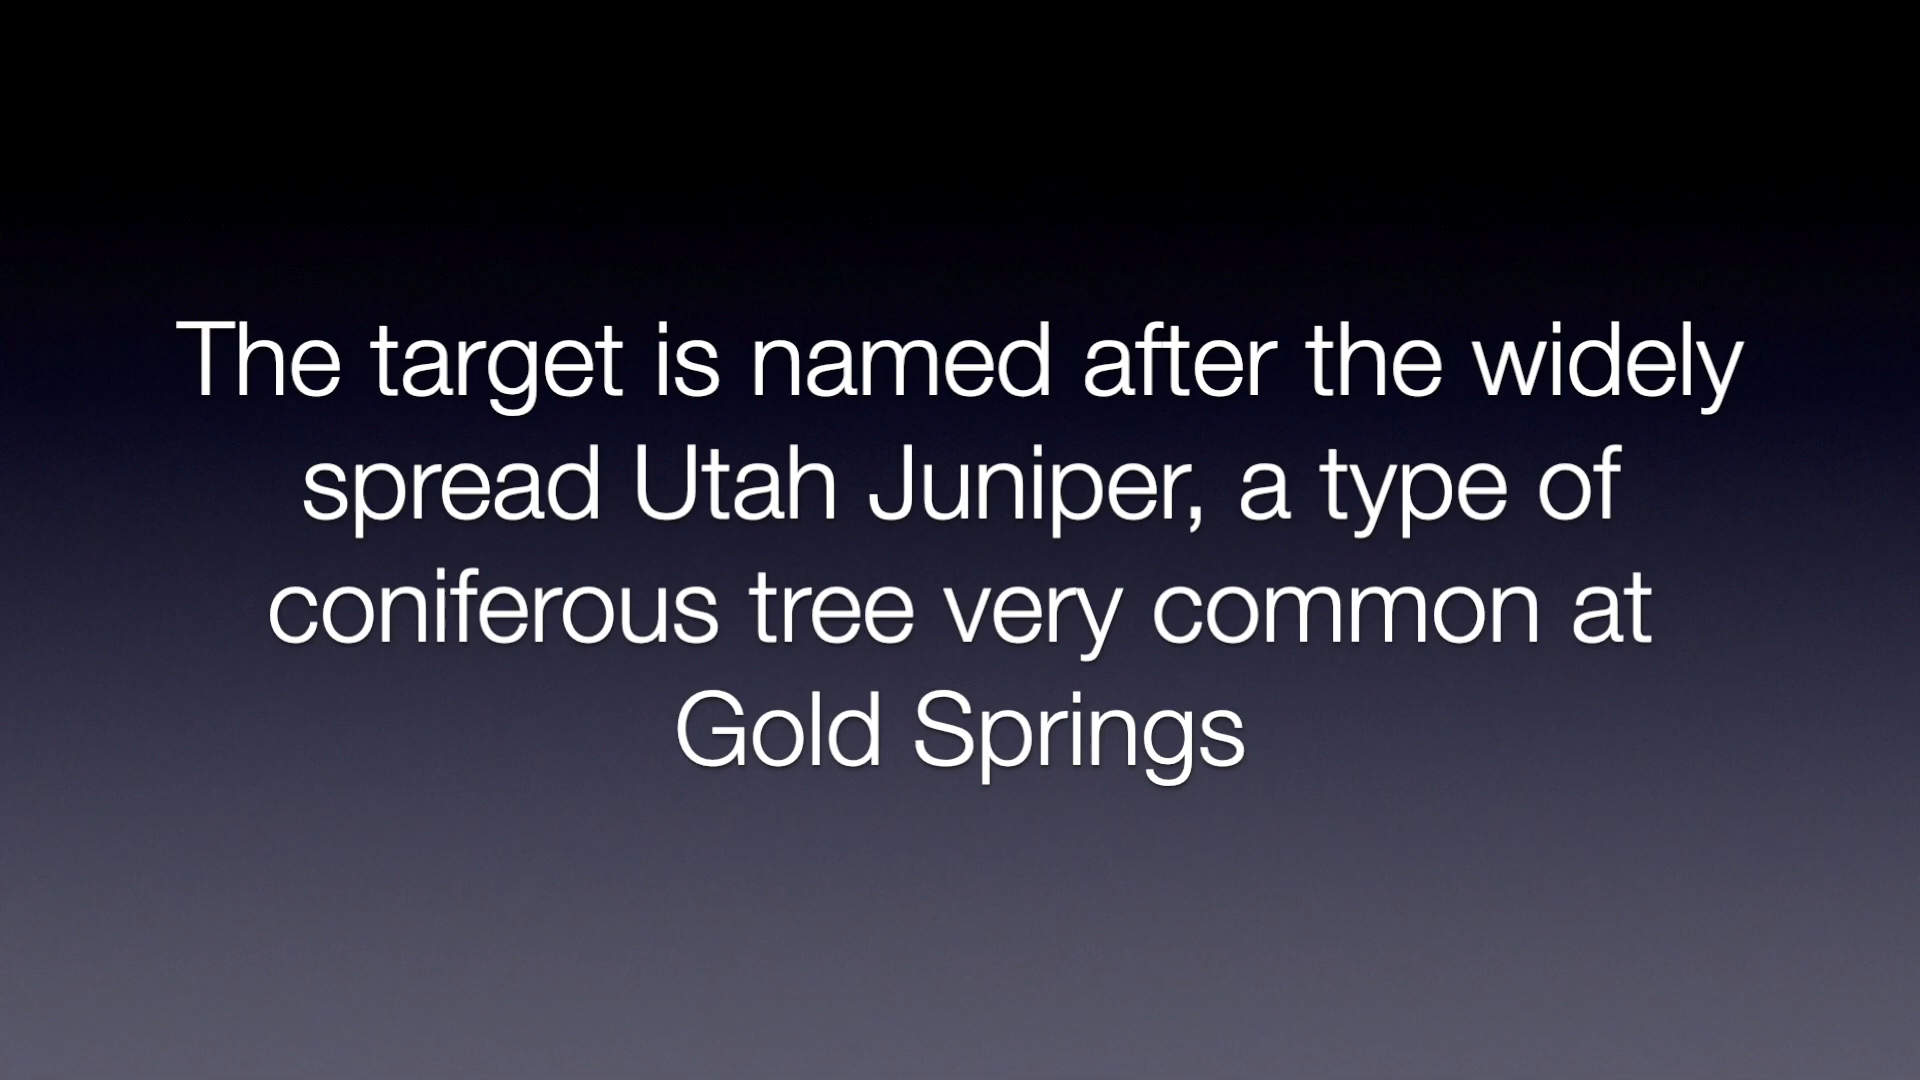 The target is named after the widely
spread Utah Juniper, a type of
coniferous tree very common at
Gold Springs